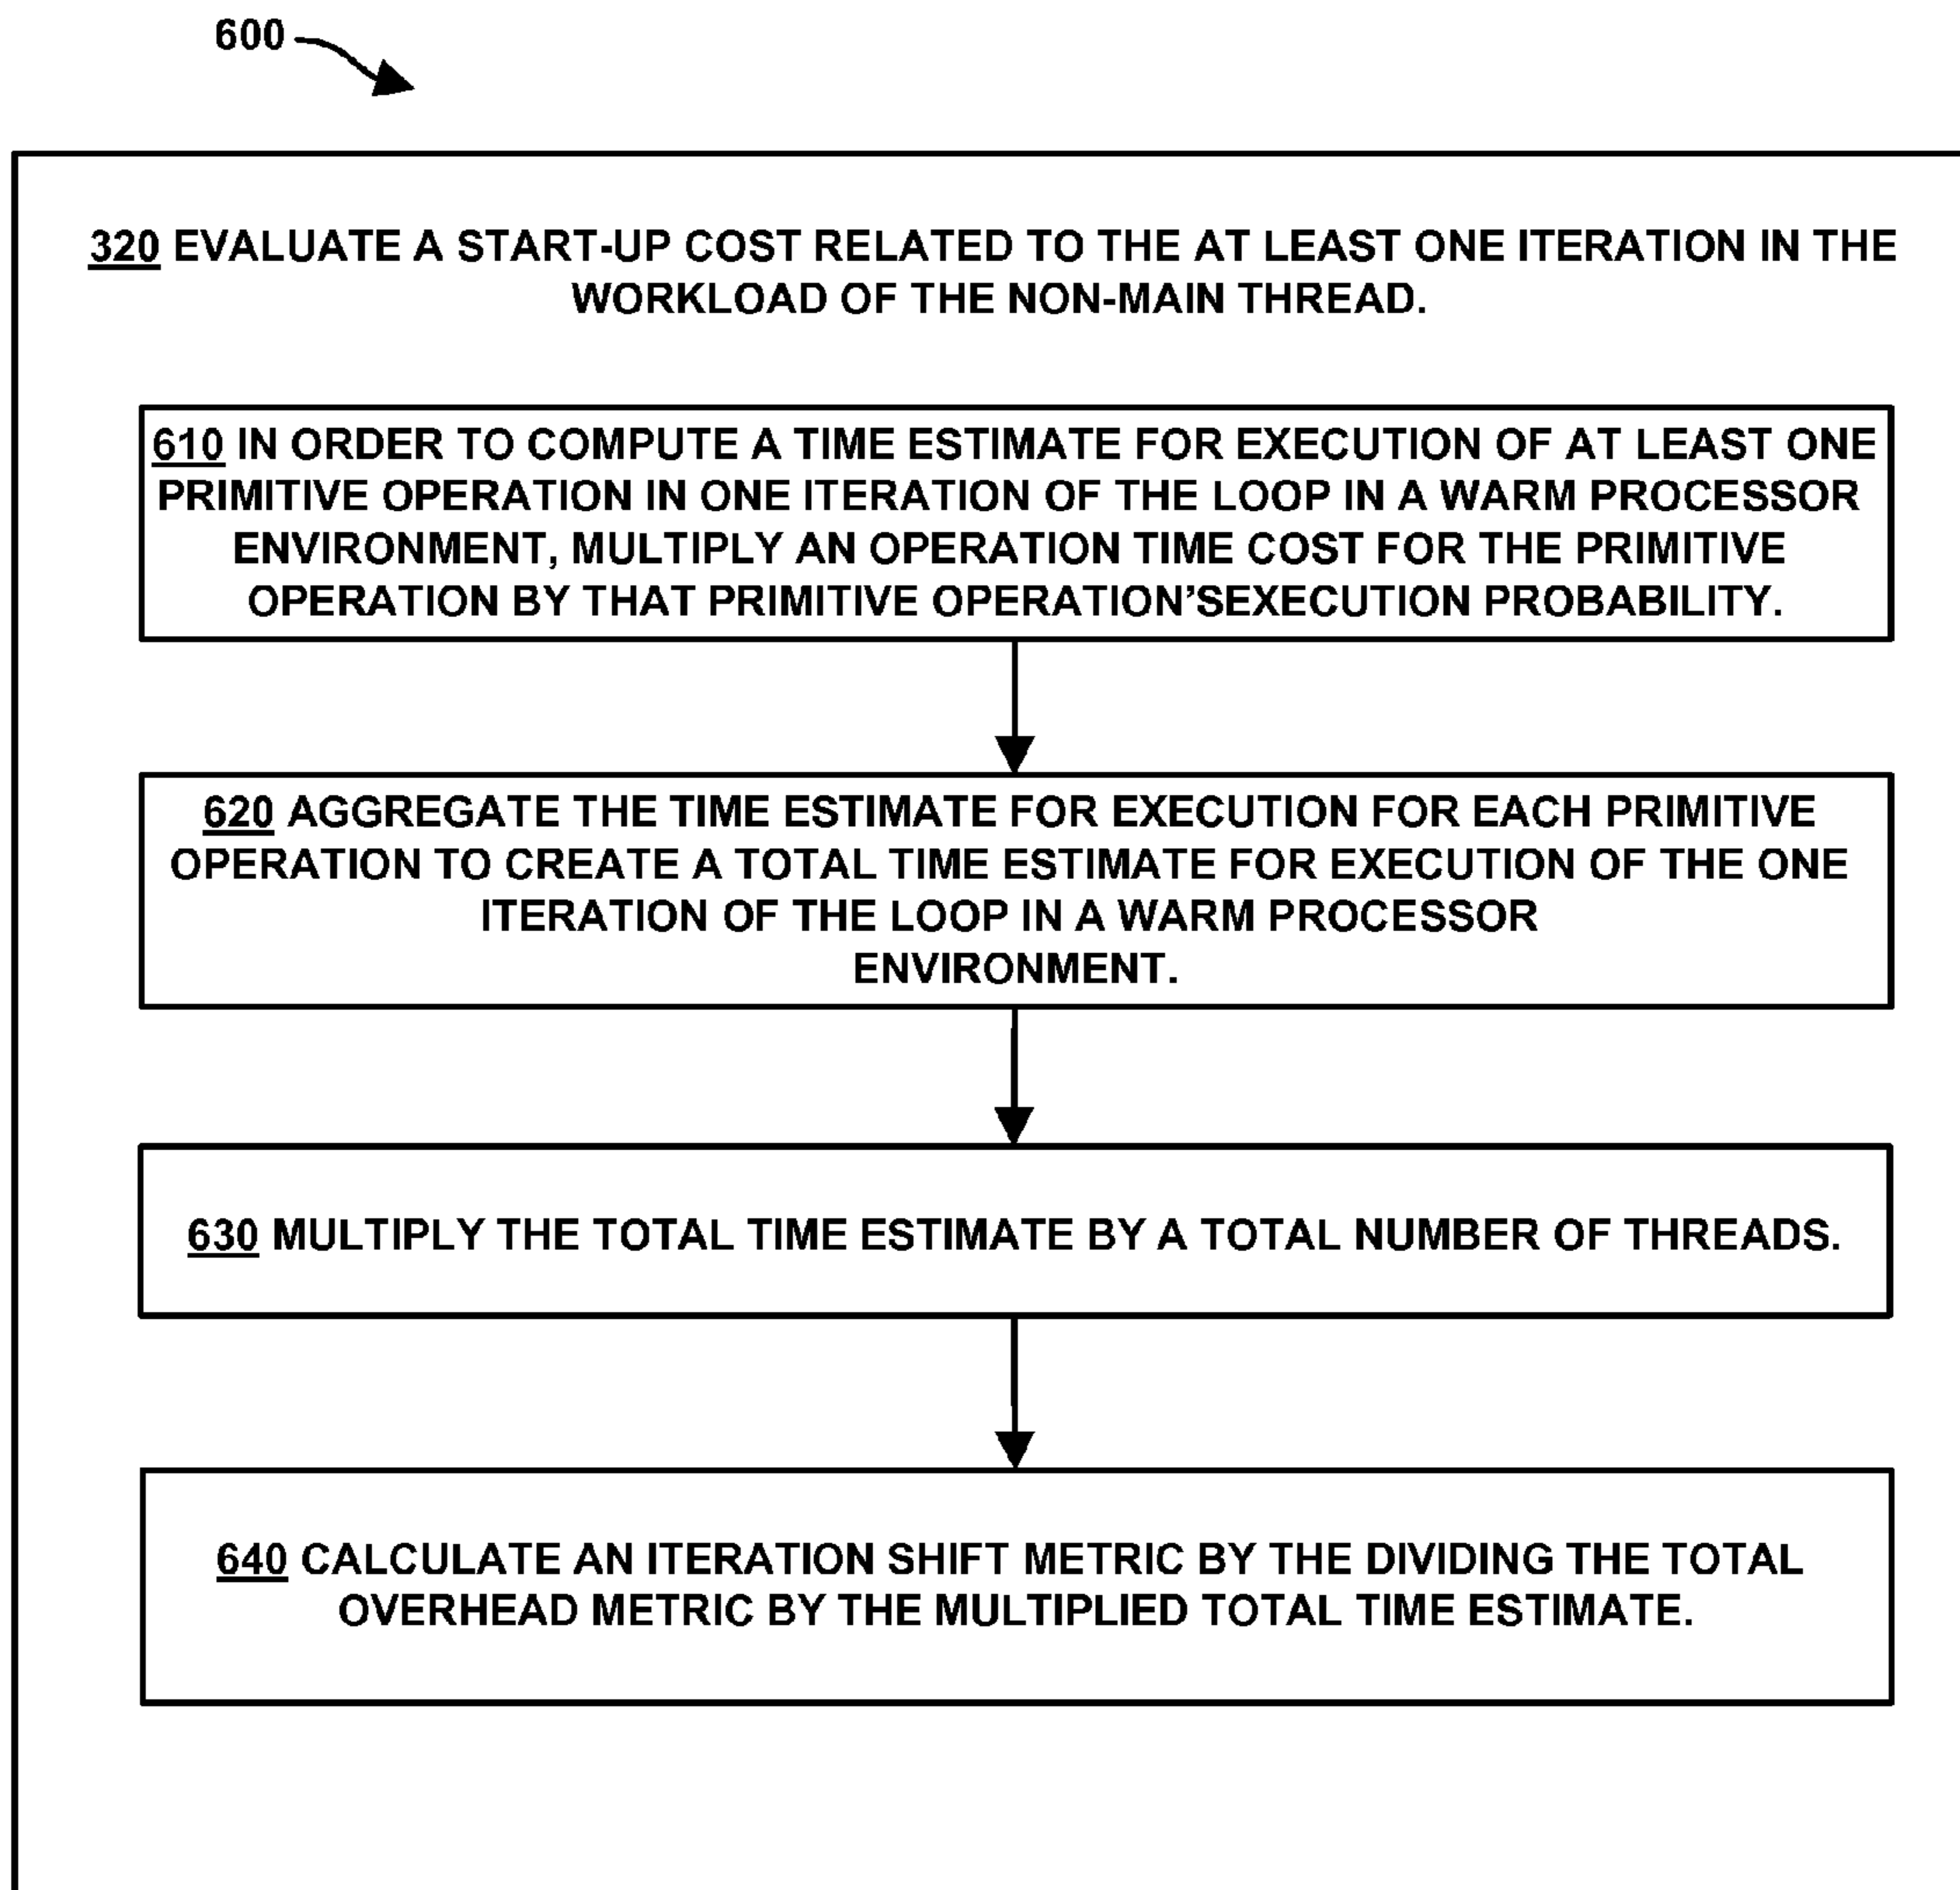 600
320 EVALUATE A START-UP COST RELATED TO THE AT LEAST ONE ITERATION IN THE
WORKLOAD OF THE NON-MAIN THREAD.
610 IN ORDER TO COMPUTE A TIME ESTIMATE FOR EXECUTION OF AT LEAST ONE
PRIMITIVE OPERATION IN ONE ITERATION OF THE LOOP IN A WARM PROCESSOR
ENVIRONMENT, MULTIPLY AN OPERATION TIME COST FOR THE PRIMITIVE
OPERATION BY THAT PRIMITIVE OPERATION’SEXECUTION PROBABILITY.
620 AGGREGATE THE TIME ESTIMATE FOR EXECUTION FOR EACH PRIMITIVE
OPERATION TO CREATE A TOTAL TIME ESTIMATE FOR EXECUTION OF THE ONE
ITERATION OF THE LOOP IN A WARM PROCESSOR
ENVIRONMENT.
630 MULTIPLY THE TOTAL TIME ESTIMATE BY A TOTAL NUMBER OF THREADS.
640 CALCULATE AN ITERATION SHIFT METRIC BY THE DIVIDING THE TOTAL
OVERHEAD METRIC BY THE MULTIPLIED TOTAL TIME ESTIMATE.